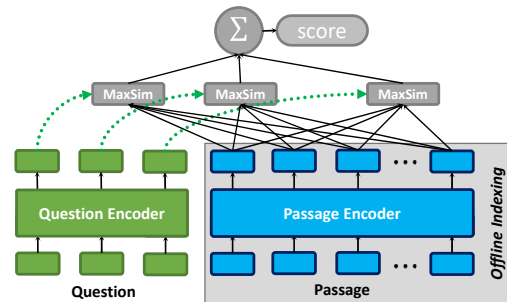 Σ
score
MaxSim
MaxSim
MaxSim
Question Encoder
Passage Encoder
Offline Indexing
Question
Passage